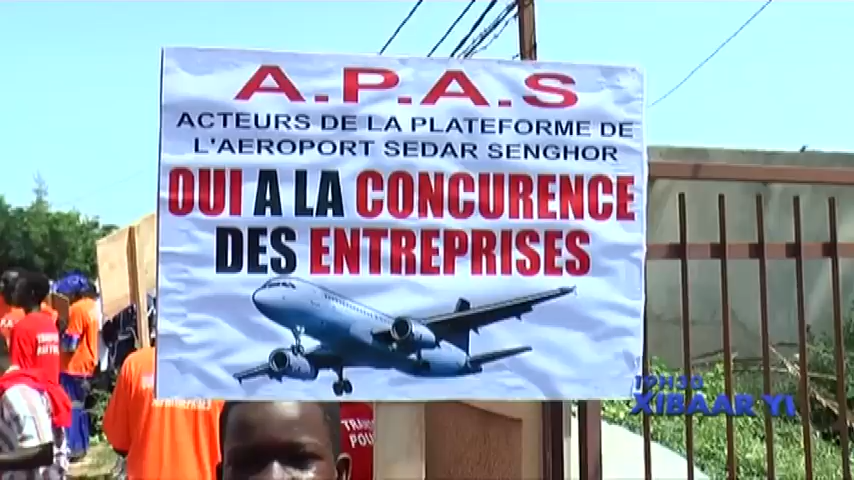 A.P.A.S
ACTEURS DE LA PLATEFORME DE
L'AEROPORT SEDAR SENGHOR
OUI A LA CONCURENCE
DES ENTREPRISES
19H30
XIBAAR YI